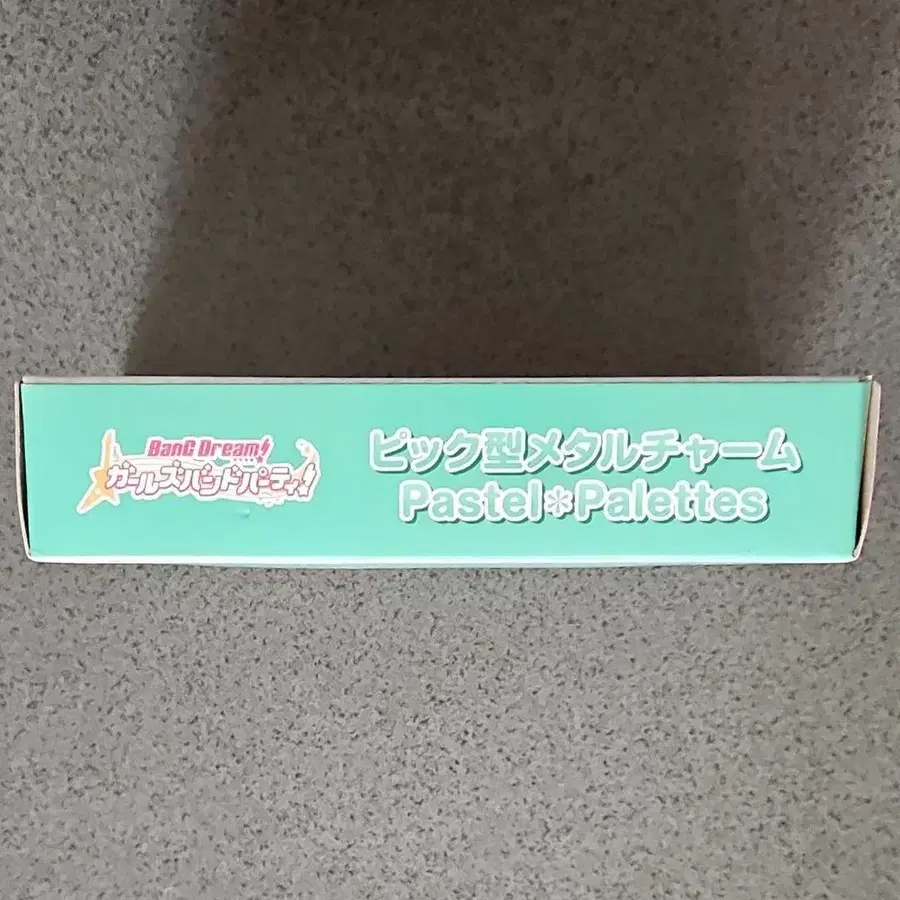 BanG Dream!
ガールズバンドパーティ!
ピック型メタルチャーム
Pastel*Palettes